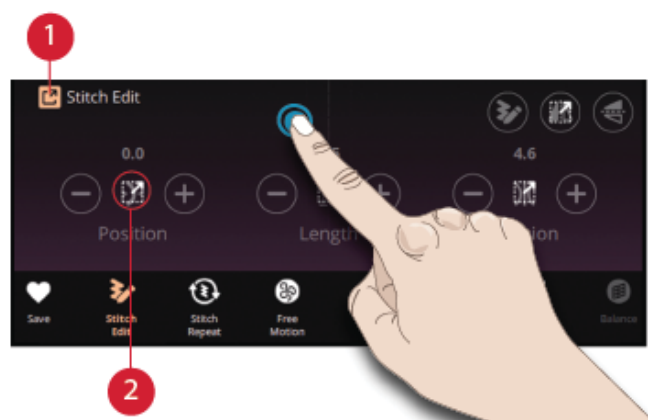 1
Stitch Edit
0.0
4.6
Position
Length
Save
Stitch
Edit
Stitch
Repeat
Free
Motion
Balance
2